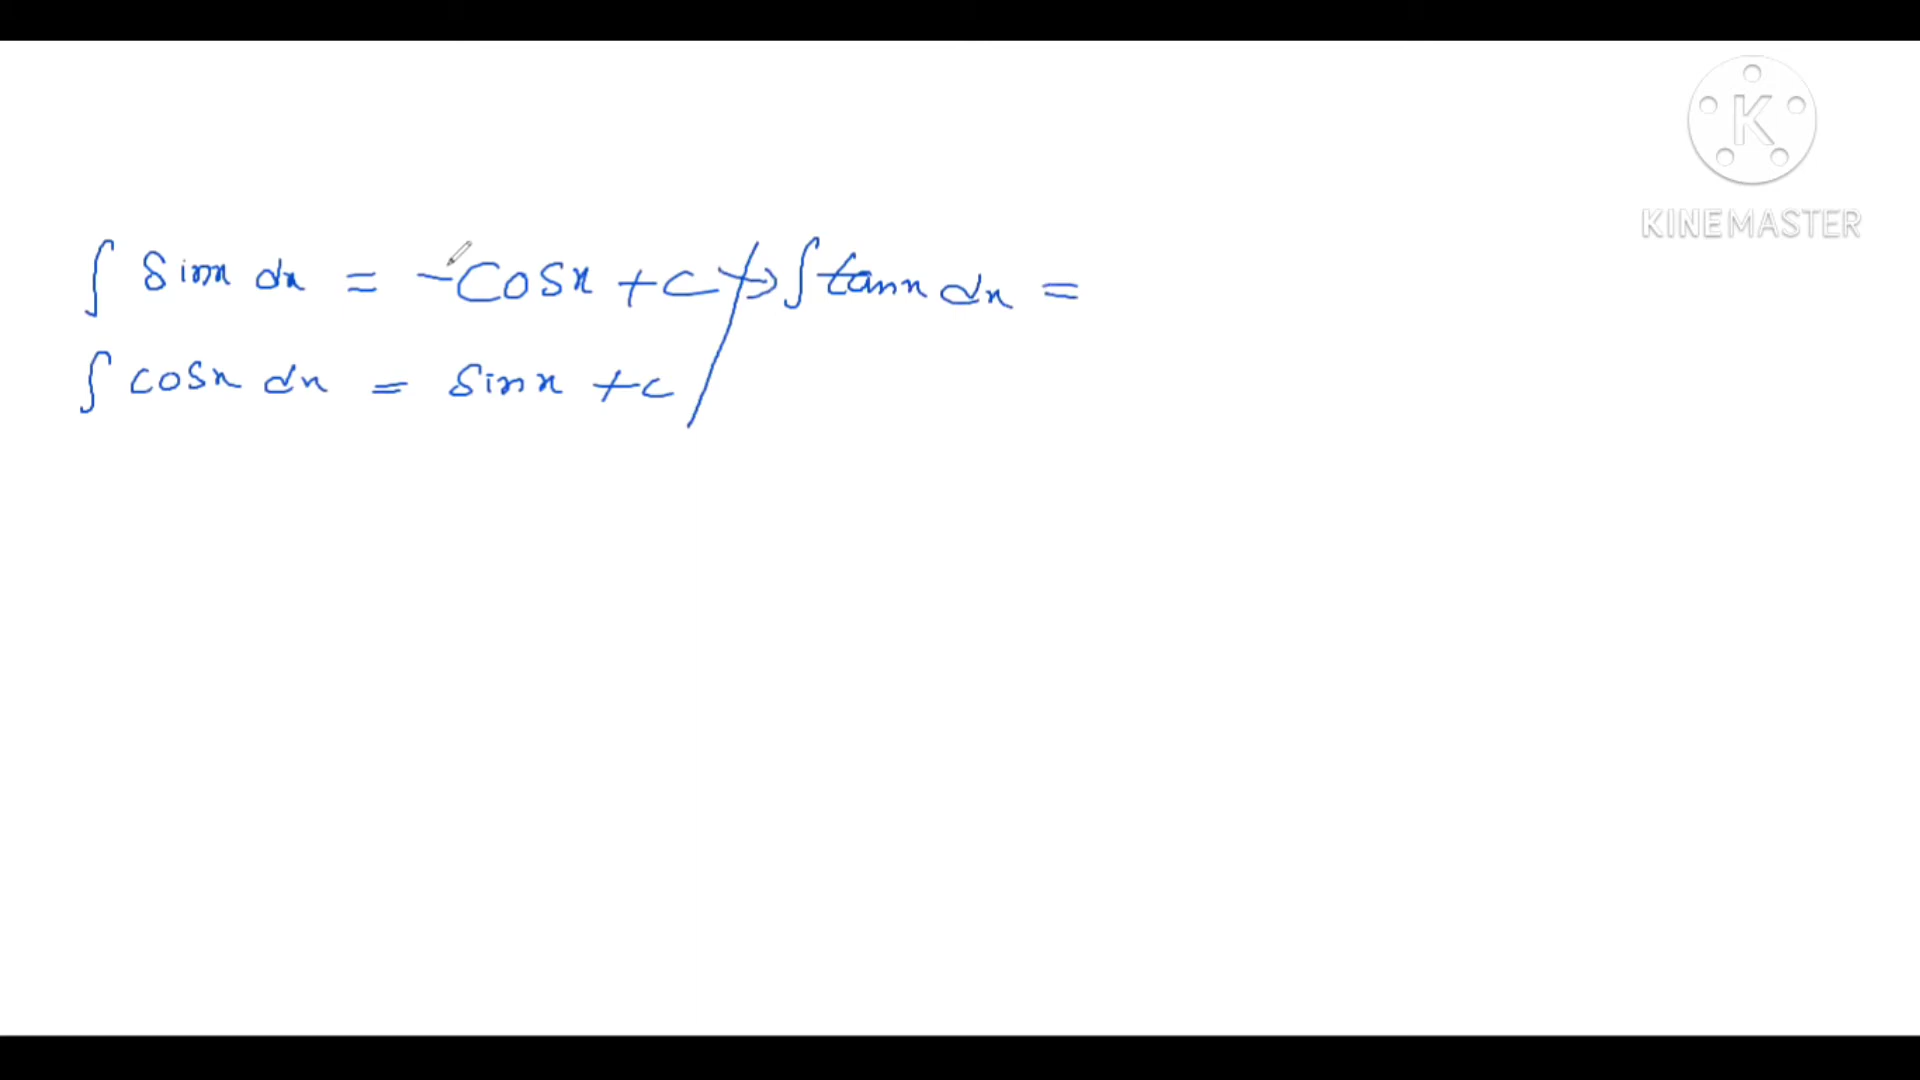 ∫ sinx dx = -cosx + c → ∫ tanx dx =
∫ cosx dx = sinx + c
KINEMASTER